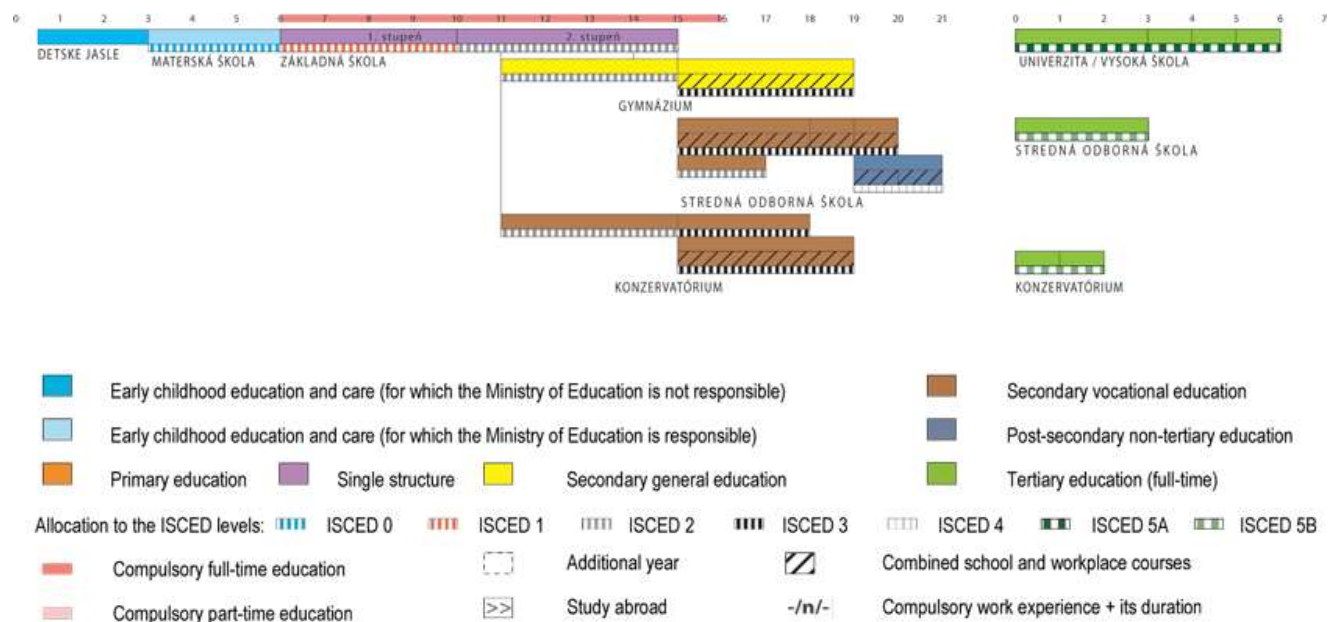 0 1 2 3 4 5 6 7 8 9 10 11 12 13 14 15 16 17 18 19 20 21 0 1 2 3 4 5 6 7
1. stupeň 2. stupeň
DETSKE JASLE MATERSKÁ ŠKOLA ZÁKLADNÁ ŠKOLA UNIVERZITA / VYSOKÁ ŠKOLA
GYMNÁZIUM
STREDNÁ ODBORNÁ ŠKOLA
STREDNÁ ODBORNÁ ŠKOLA
KONZERVATÓRIUM KONZERVATÓRIUM
Early childhood education and care (for which the Ministry of Education is not responsible) Secondary vocational education
Early childhood education and care (for which the Ministry of Education is responsible) Post-secondary non-tertiary education
Primary education Single structure Secondary general education Tertiary education (full-time)
Allocation to the ISCED levels: ISCED 0 ISCED 1 ISCED 2 ISCED 3 ISCED 4 ISCED 5A ISCED 5B
Compulsory full-time education Additional year Combined school and workplace courses
Compulsory part-time education >> Study abroad -/n/- Compulsory work experience + its duration